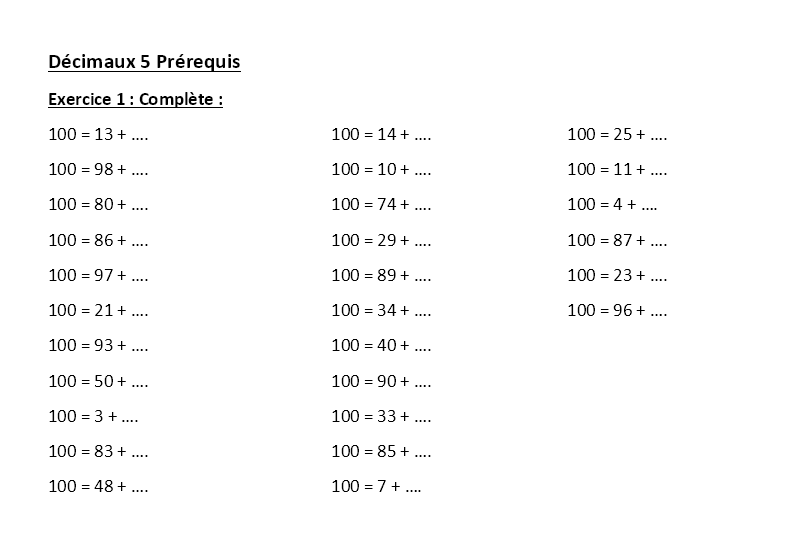 Décimaux 5 Prérequis
Exercice 1 : Complète :
100 = 13 + ....
100 = 98 + ....
100 = 80 + ....
100 = 86 + ....
100 = 97 + ....
100 = 21 + ....
100 = 93 + ....
100 = 50 + ....
100 = 3 + ....
100 = 83 + ....
100 = 48 + ....
100 = 14 + ....
100 = 10 + ....
100 = 74 + ....
100 = 29 + ....
100 = 89 + ....
100 = 34 + ....
100 = 40 + ....
100 = 90 + ....
100 = 33 + ....
100 = 85 + ....
100 = 7 + ....
100 = 25 + ....
100 = 11 + ....
100 = 4 + ....
100 = 87 + ....
100 = 23 + ....
100 = 96 + ....